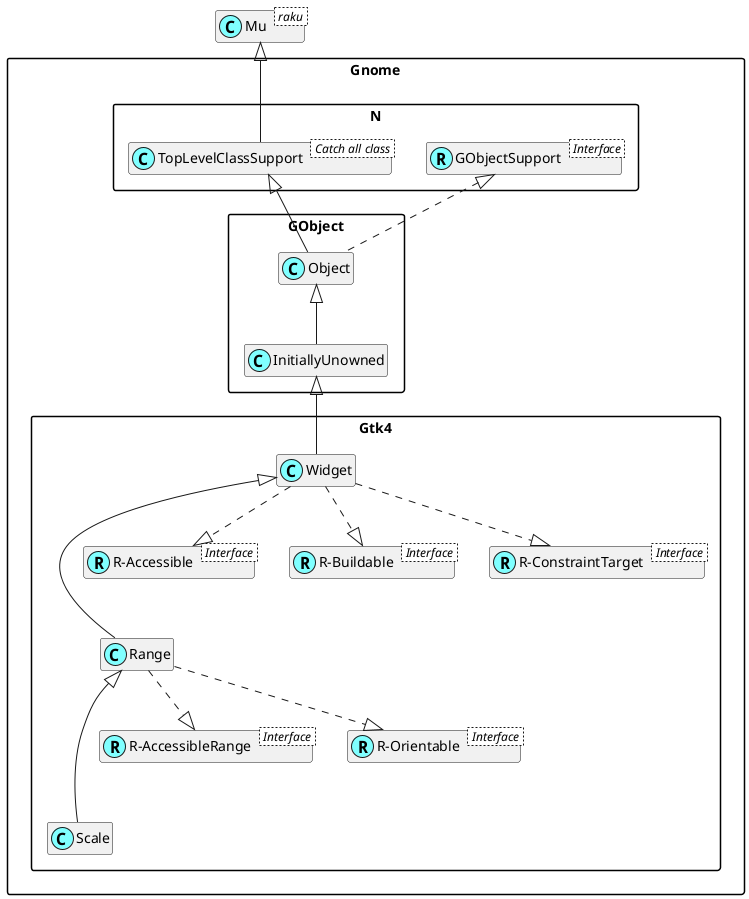 C Mu raku
Gnome
N
C TopLevelClassSupport Catch all class
R GObjectSupport Interface
GObject
C Object
C InitiallyUnowned
Gtk4
C Widget
R R-Accessible Interface
R R-Buildable Interface
R R-ConstraintTarget Interface
C Range
R R-AccessibleRange Interface
R R-Orientable Interface
C Scale